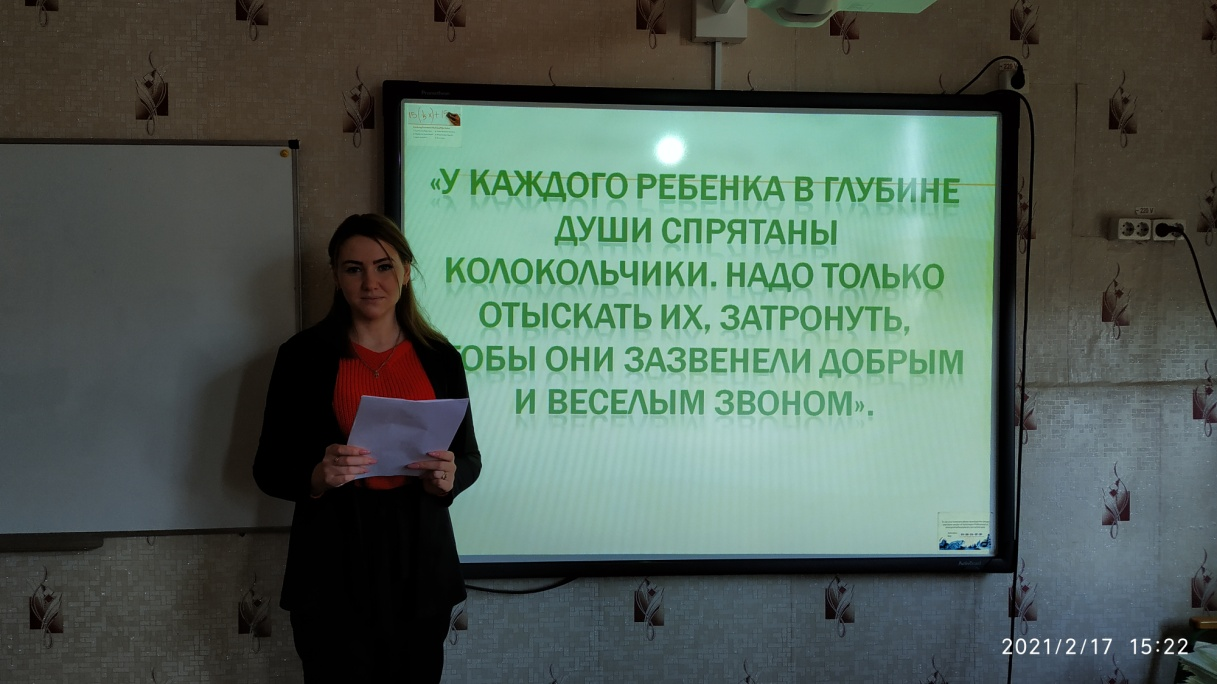 «У КАЖДОГО РЕБЕНКА В ГЛУБИНЕ
ДУШИ СПРЯТАНЫ
КОЛОКОЛЬЧИКИ. НАДО ТОЛЬКО
ОТЫСКАТЬ ИХ, ЗАТРОНУТЬ,
ТОБЫ ОНИ ЗАЗВЕНЕЛИ ДОБРЫМ
И ВЕСЕЛЫМ ЗВОНОМ».
2021/2/17 15:22